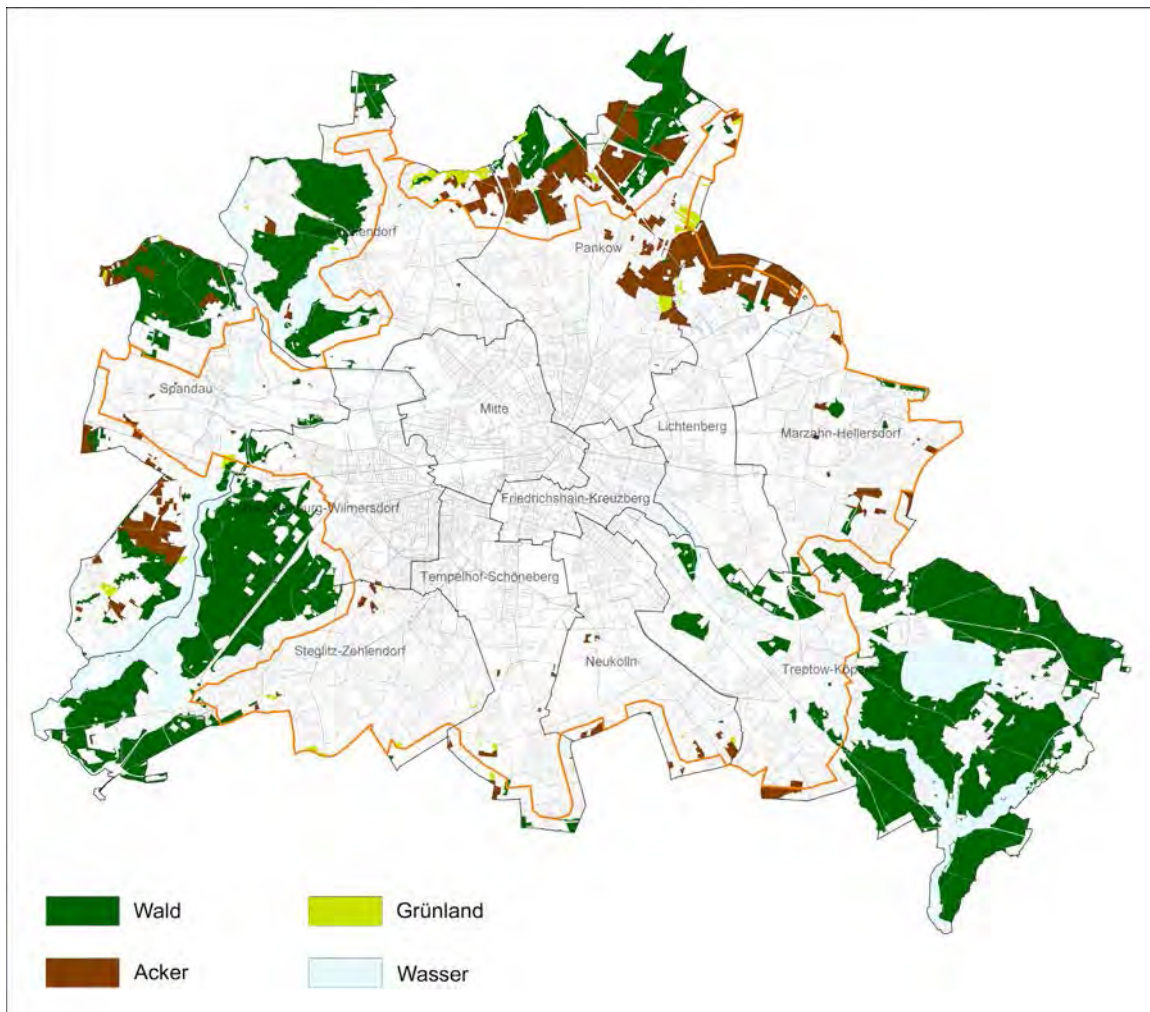 Pankow
Spandau
Mitte
Lichtenberg
Marzahn-Hellersdorf
Friedrichshain-Kreuzberg
Tempelhof-Schöneberg
Steglitz-Zehlendorf
Neukölln
Wald
Grünland
Acker
Wasser